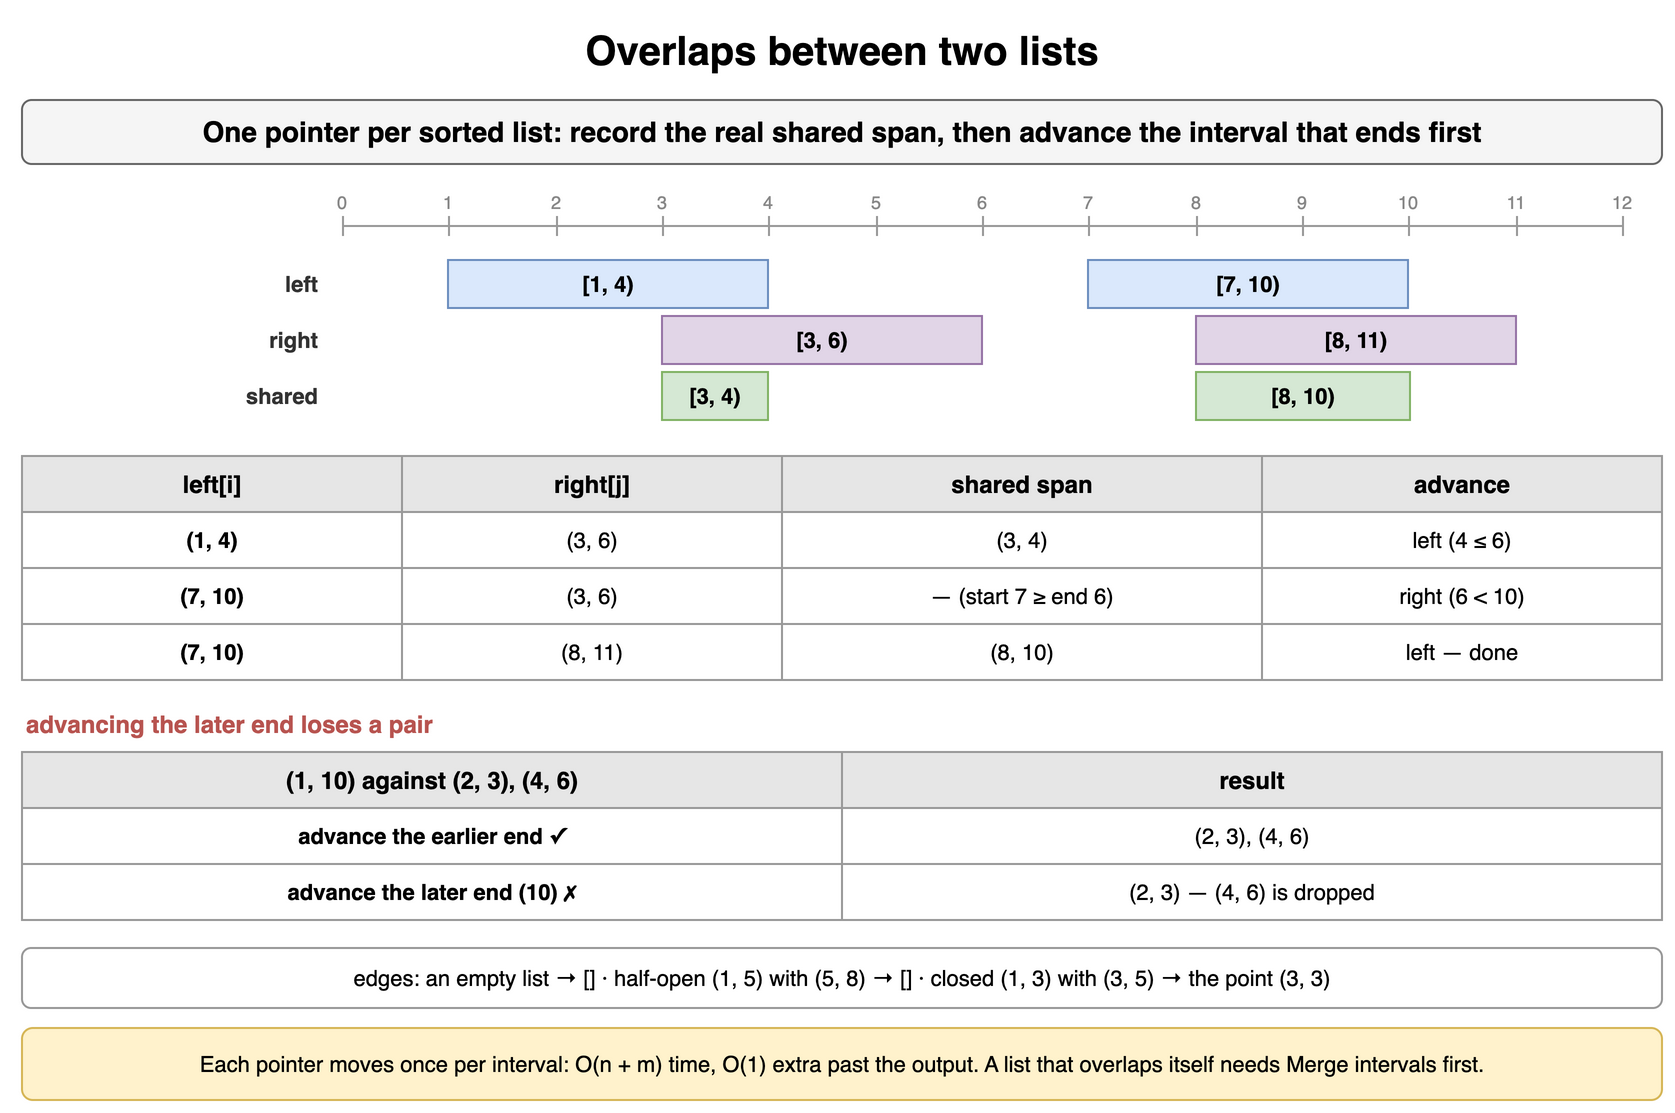 Overlaps between two lists
One pointer per sorted list: record the real shared span, then advance the interval that ends first
0 1 2 3 4 5 6 7 8 9 10 11 12
left [1, 4) [7, 10)
right [3, 6) [8, 11)
shared [3, 4) [8, 10)
left[i] right[j] shared span advance
(1, 4) (3, 6) (3, 4) left (4 ≤ 6)
(7, 10) (3, 6) — (start 7 ≥ end 6) right (6 < 10)
(7, 10) (8, 11) (8, 10) left — done
advancing the later end loses a pair
(1, 10) against (2, 3), (4, 6) result
advance the earlier end ✓ (2, 3), (4, 6)
advance the later end (10) ✗ (2, 3) — (4, 6) is dropped
edges: an empty list → [] · half-open (1, 5) with (5, 8) → [] · closed (1, 3) with (3, 5) → the point (3, 3)
Each pointer moves once per interval: O(n + m) time, O(1) extra past the output. A list that overlaps itself needs Merge intervals first.